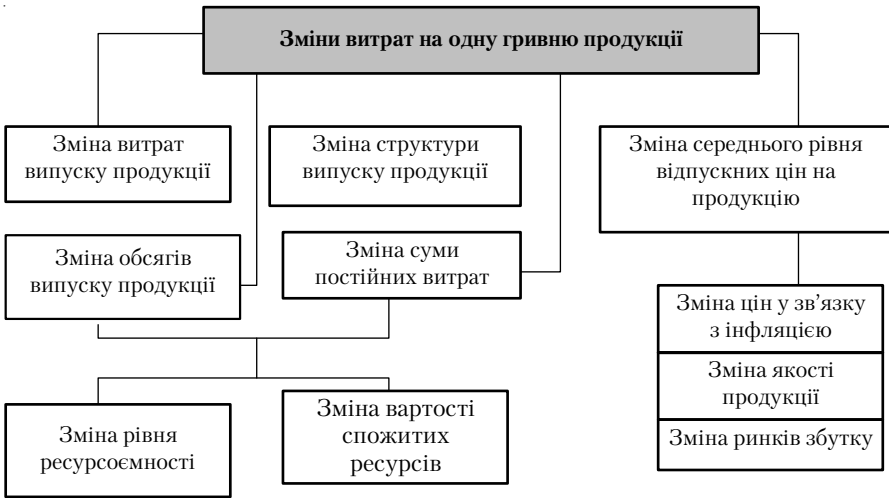 Зміни витрат на одну гривню продукції
Зміна витрат
випуску продукції
Зміна структури
випуску продукції
Зміна середнього рівня
відпускних цін на
продукцію
Зміна обсягів
випуску продукції
Зміна суми
постійних витрат
Зміна цін у зв’язку
з інфляцією
Зміна якості
продукції
Зміна ринків збутку
Зміна рівня
ресурсоємності
Зміна вартості
спожитих
ресурсів